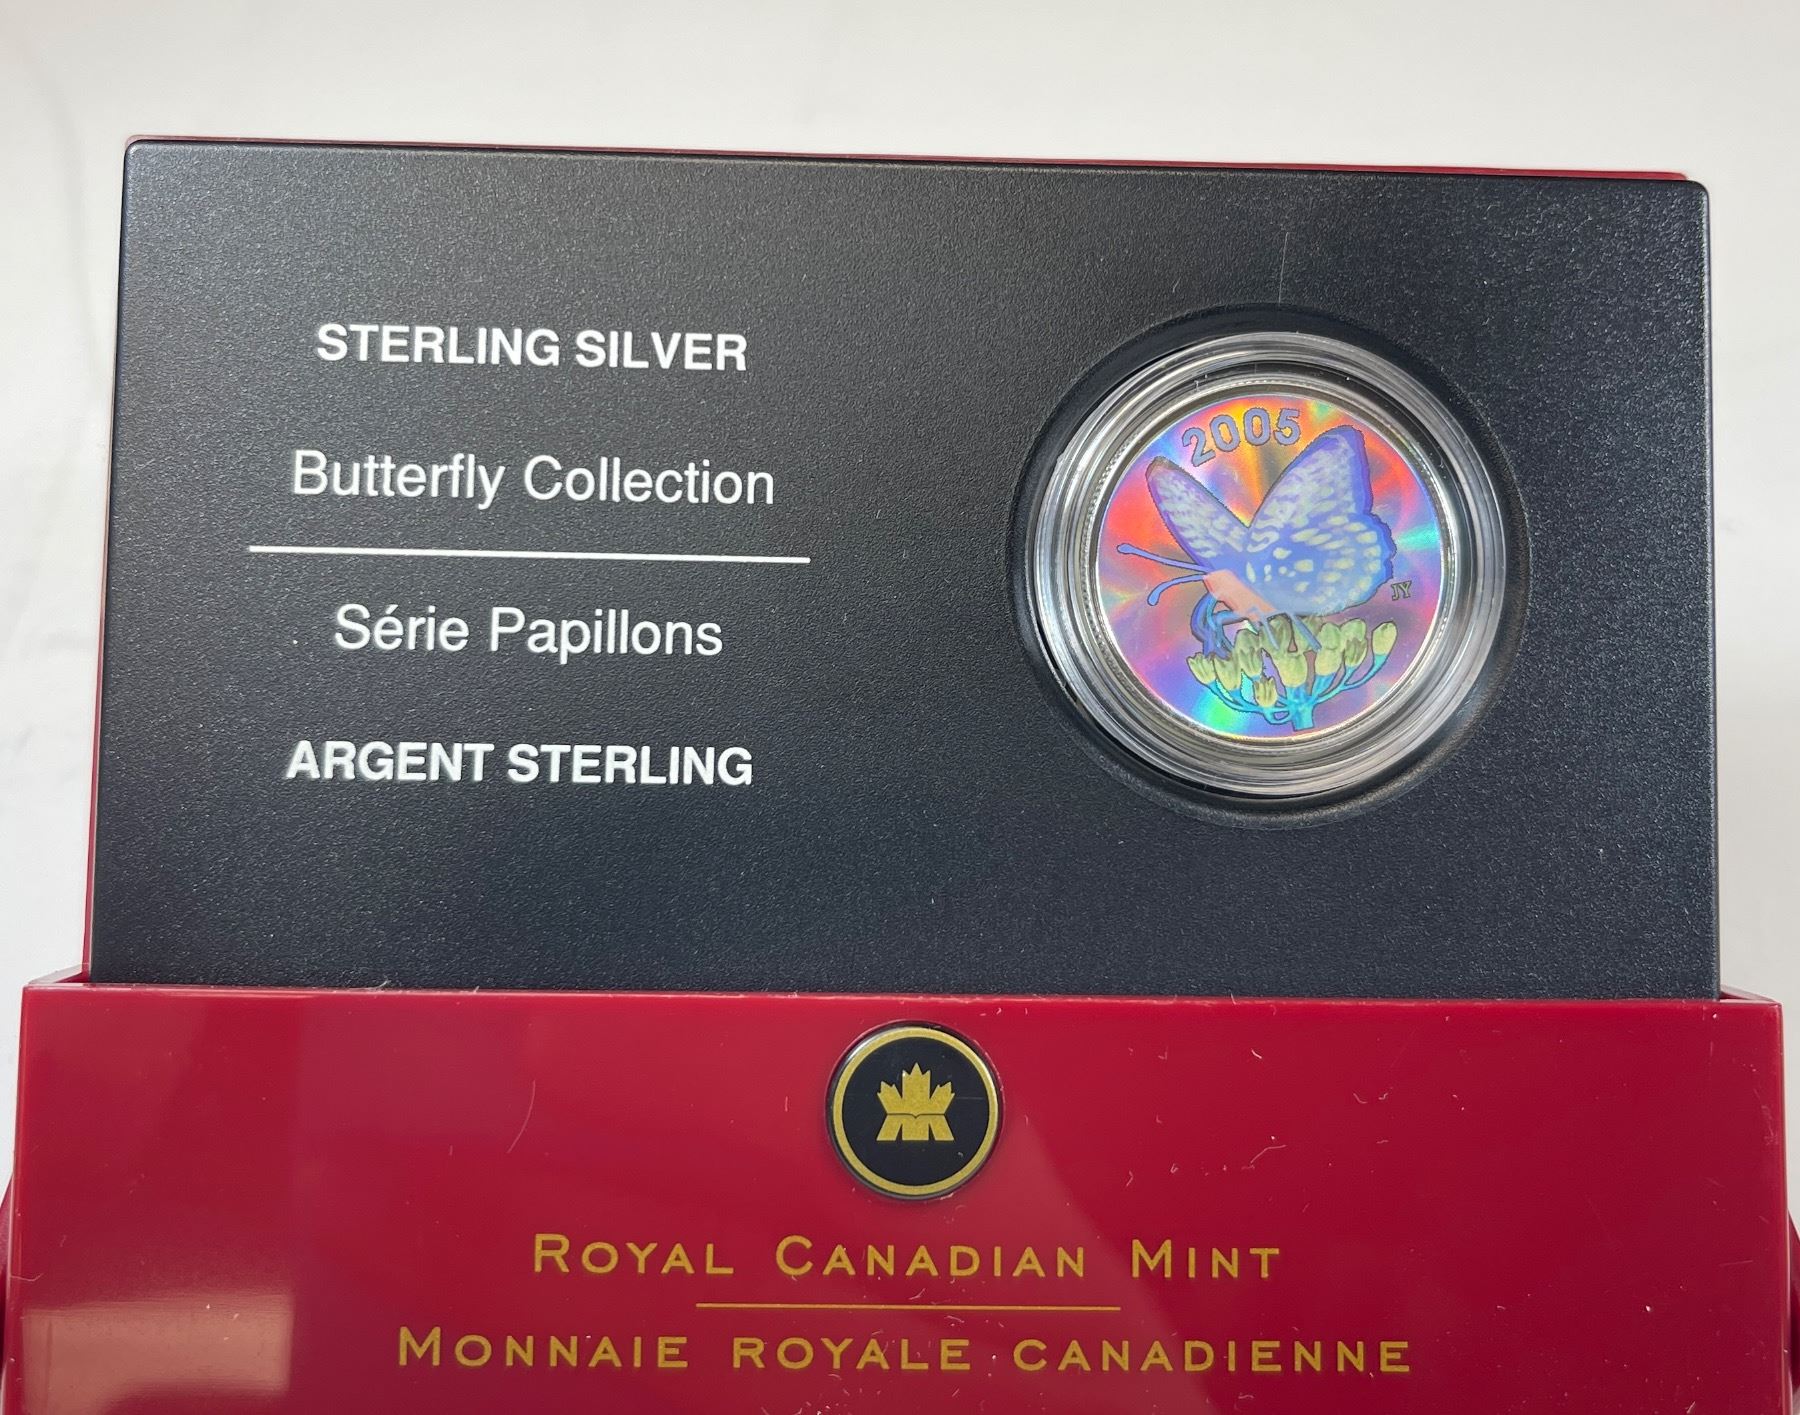 STERLING SILVER
Butterfly Collection
Série Papillons
ARGENT STERLING
2005
JY
ROYAL CANADIAN MINT
MONNAIE ROYALE CANADIENNE